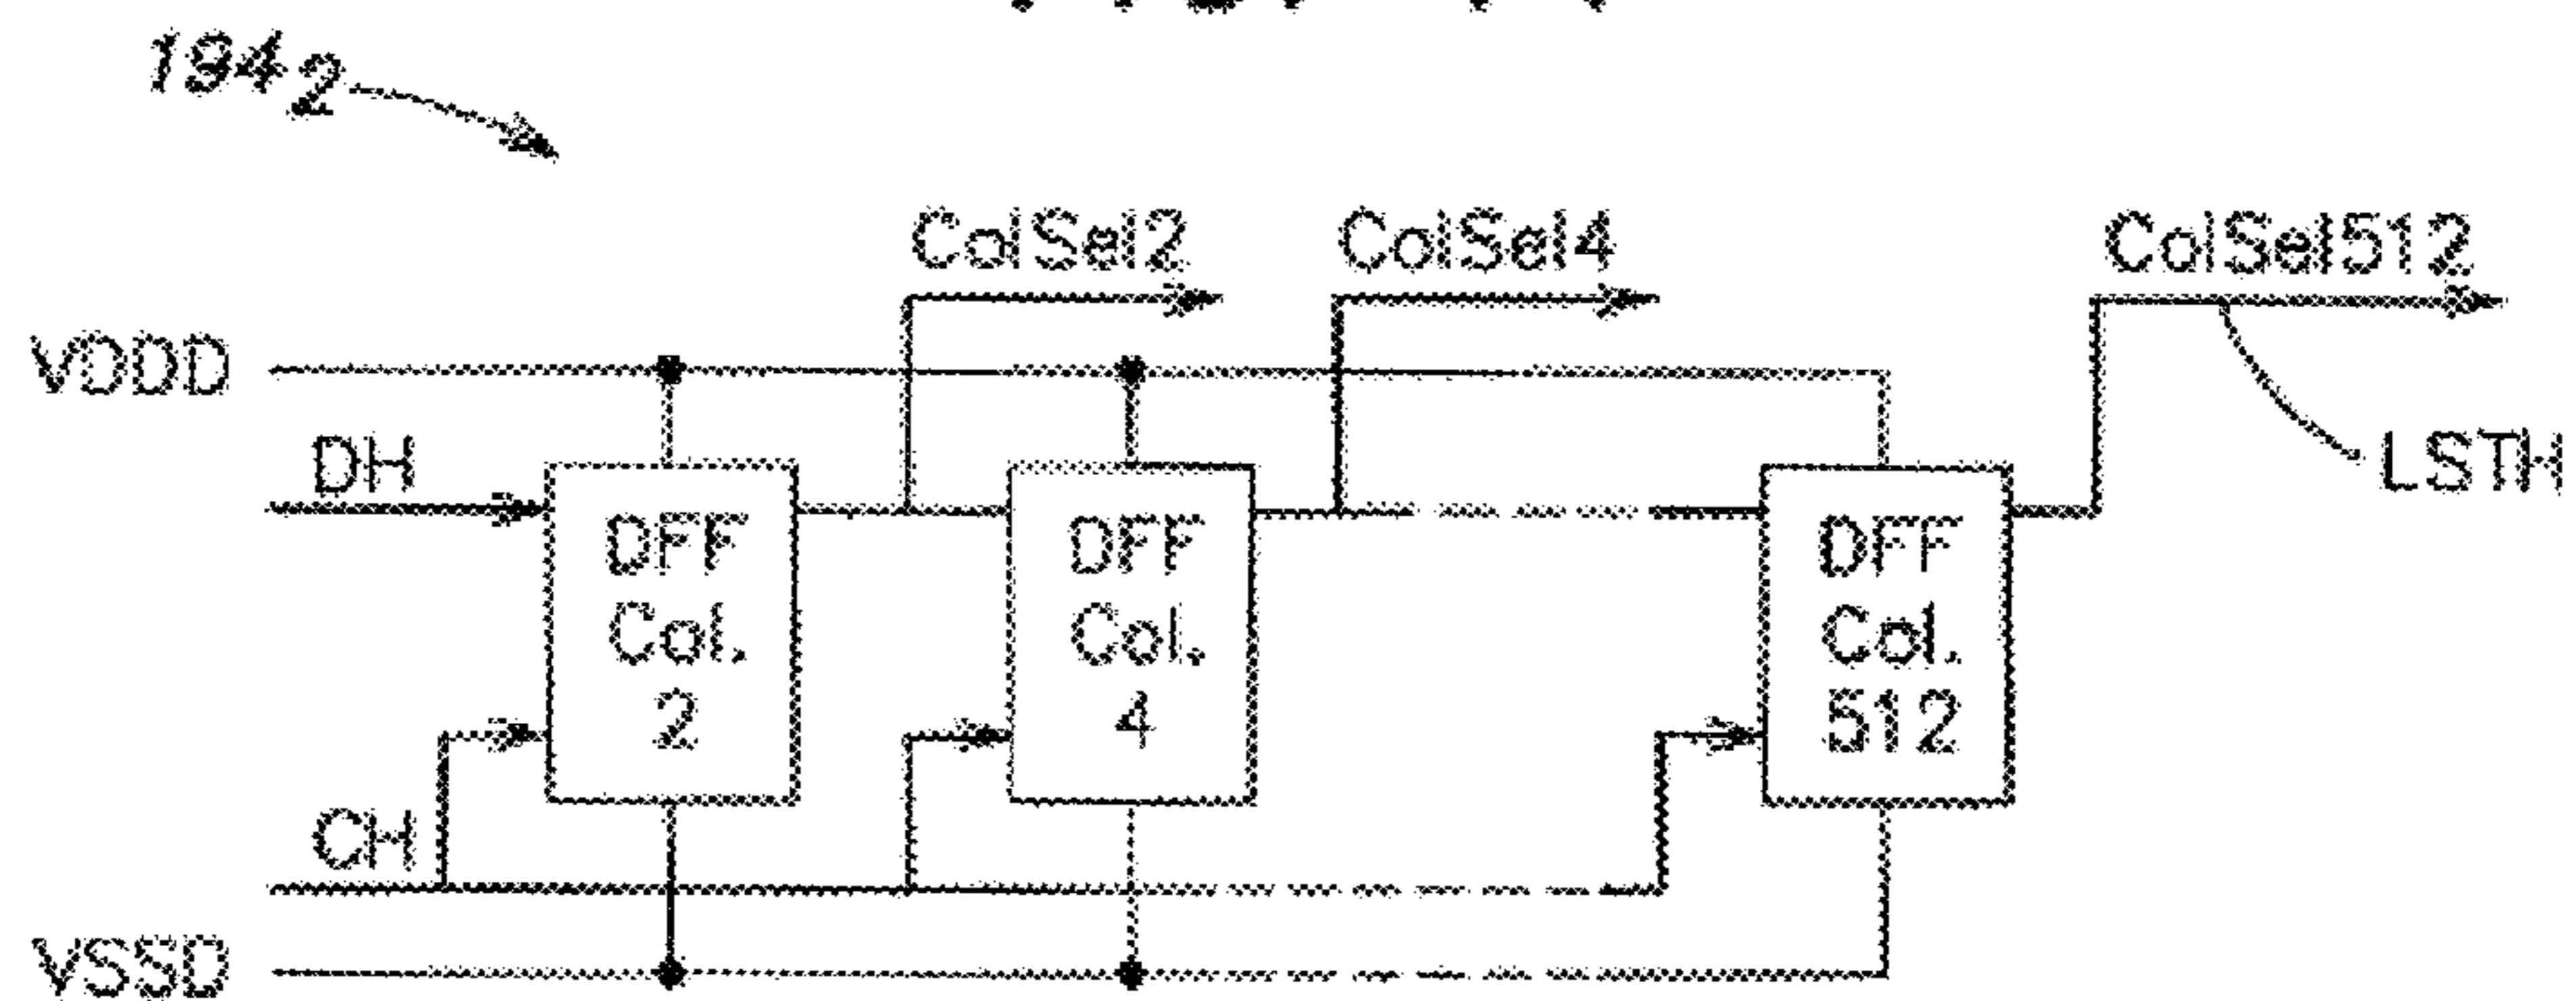 194₂
ColSel2
ColSel4
ColSel512
VDDD
DH
LSTH
DFF
Col.
2
DFF
Col.
4
DFF
Col.
512
CH
VSSD